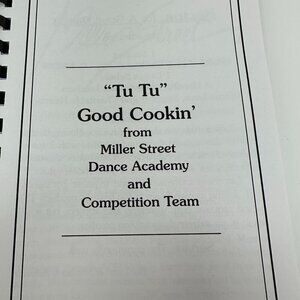 “Tu Tu”
Good Cookin’
from
Miller Street
Dance Academy
and
Competition Team